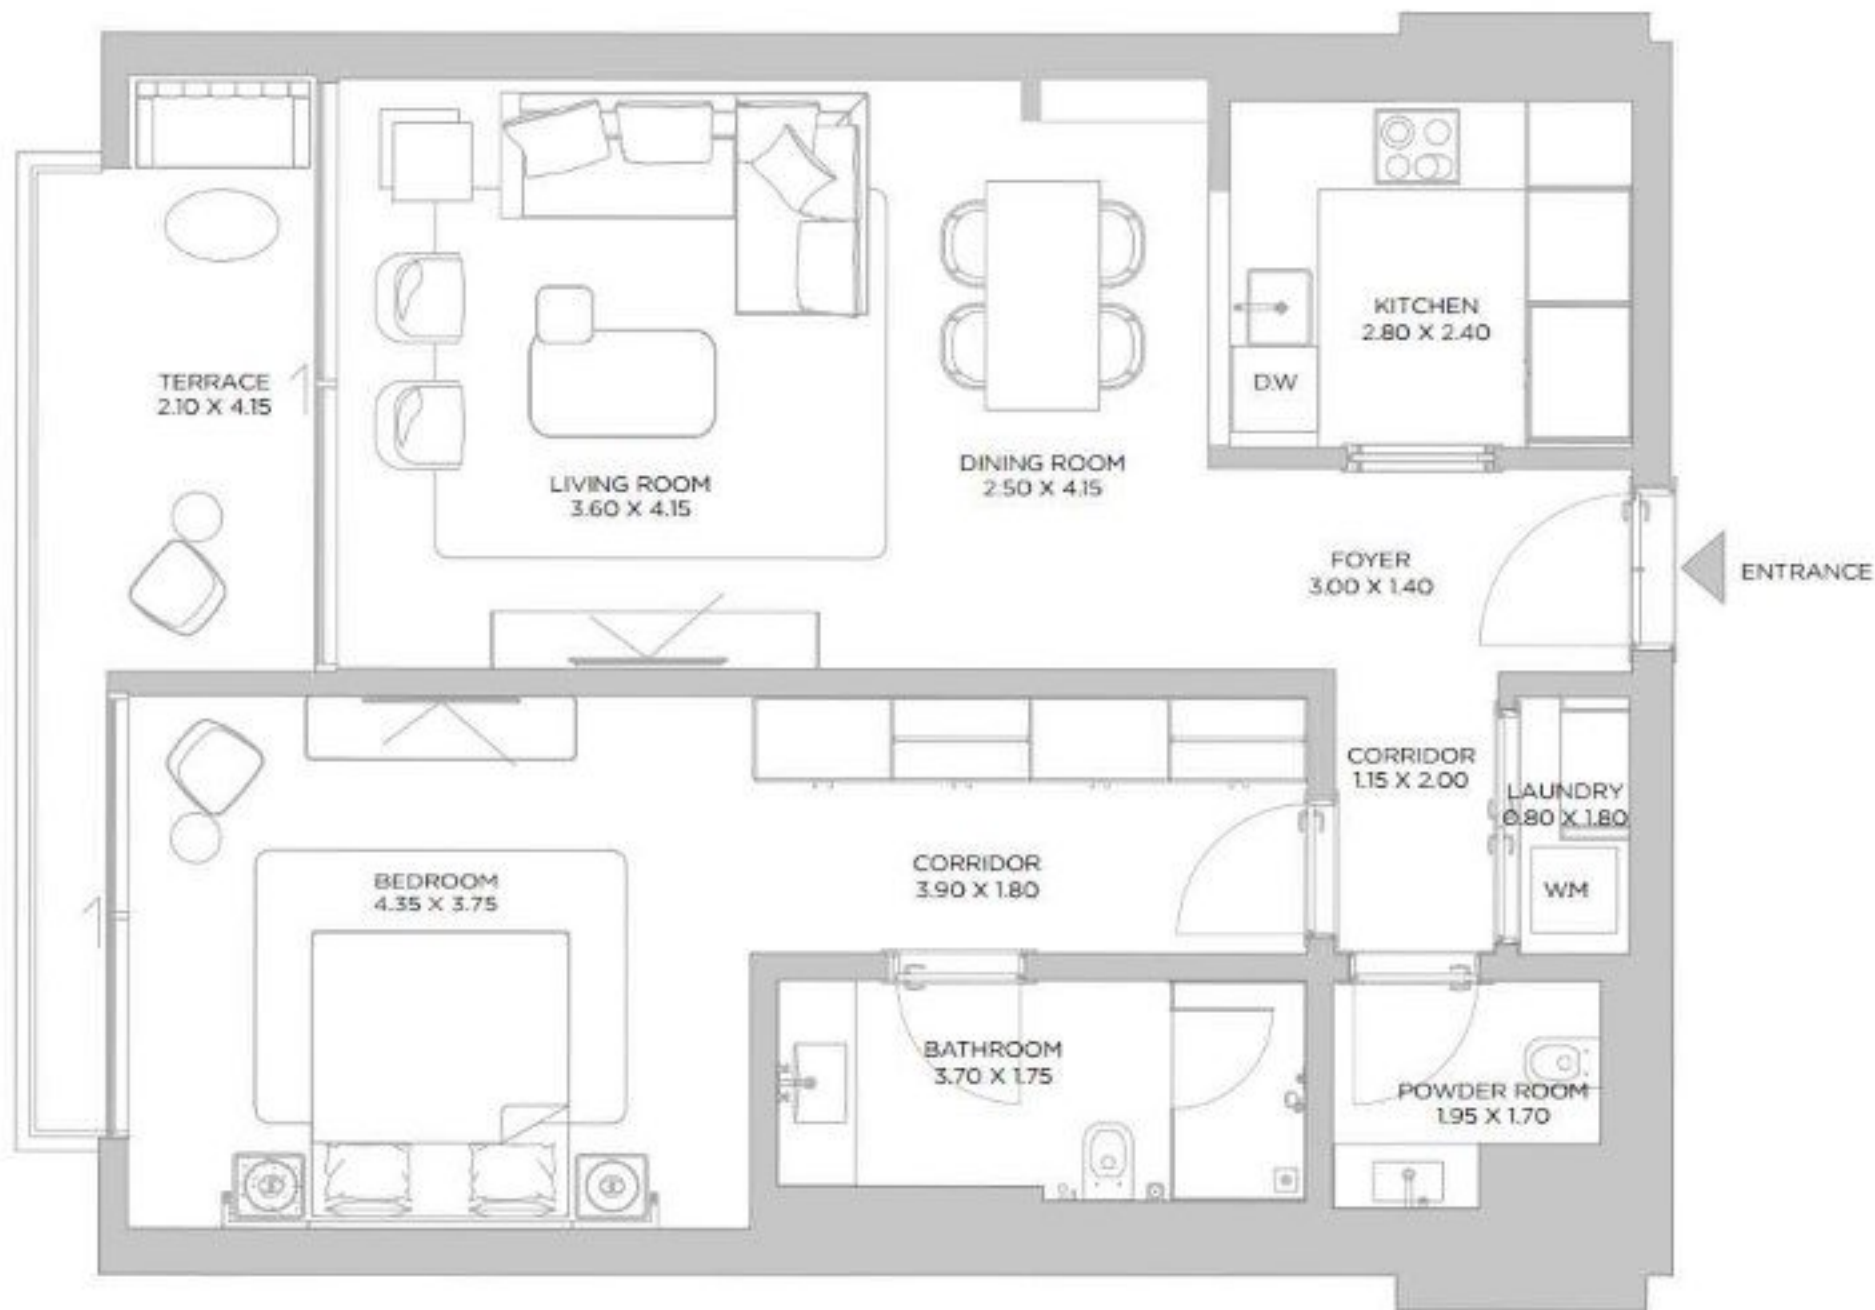 KITCHEN
2.80 X 2.40
D.W
TERRACE
2.10 X 4.15
LIVING ROOM
3.60 X 4.15
DINING ROOM
2.50 X 4.15
FOYER
3.00 X 1.40
ENTRANCE
CORRIDOR
1.15 X 2.00
LAUNDRY
0.80 X 1.80
BEDROOM
4.35 X 3.75
CORRIDOR
3.90 X 1.80
W.M
BATHROOM
3.70 X 1.75
POWDER ROOM
1.95 X 1.70